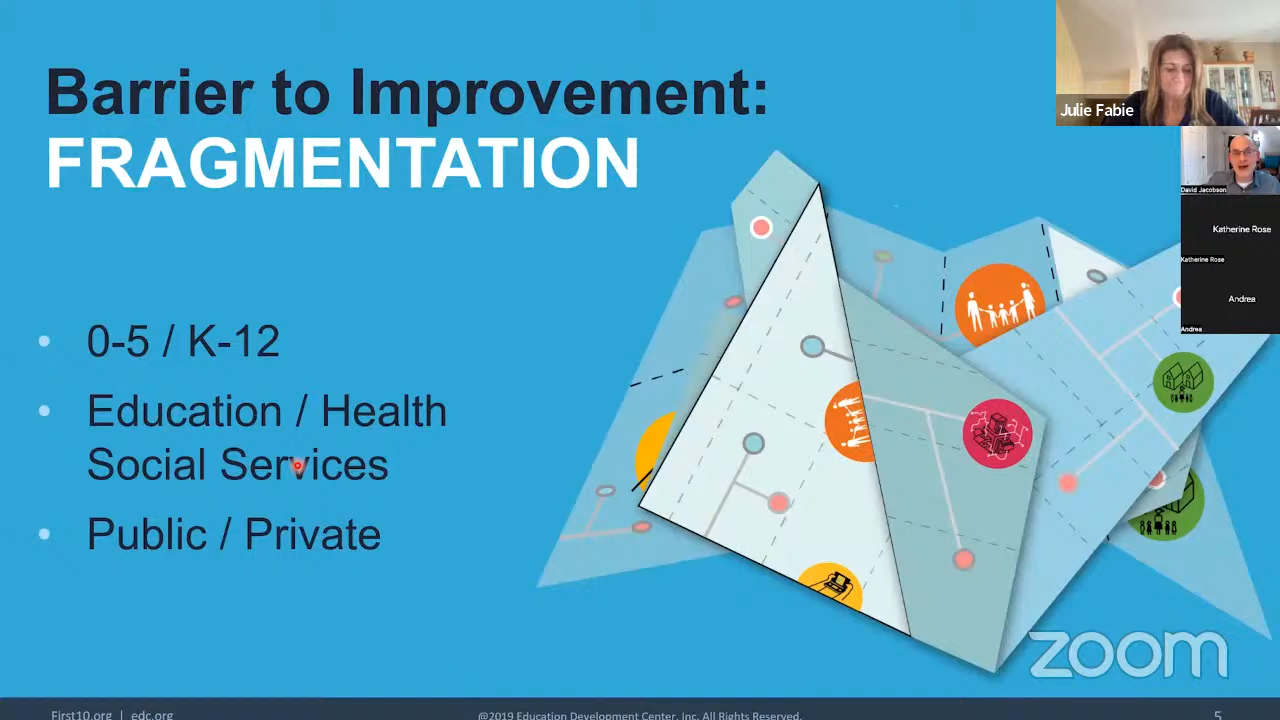 Barrier to Improvement:
FRAGMENTATION
• 0-5 / K-12
• Education / Health
Social Services
• Public / Private
Julie Fabie
David Jacobson
Katherine Rose
Katherine Rose
Andrea
Andrea
zoom
First10.org | edc.org
©2019 Education Development Center, Inc. All Rights Reserved.
5